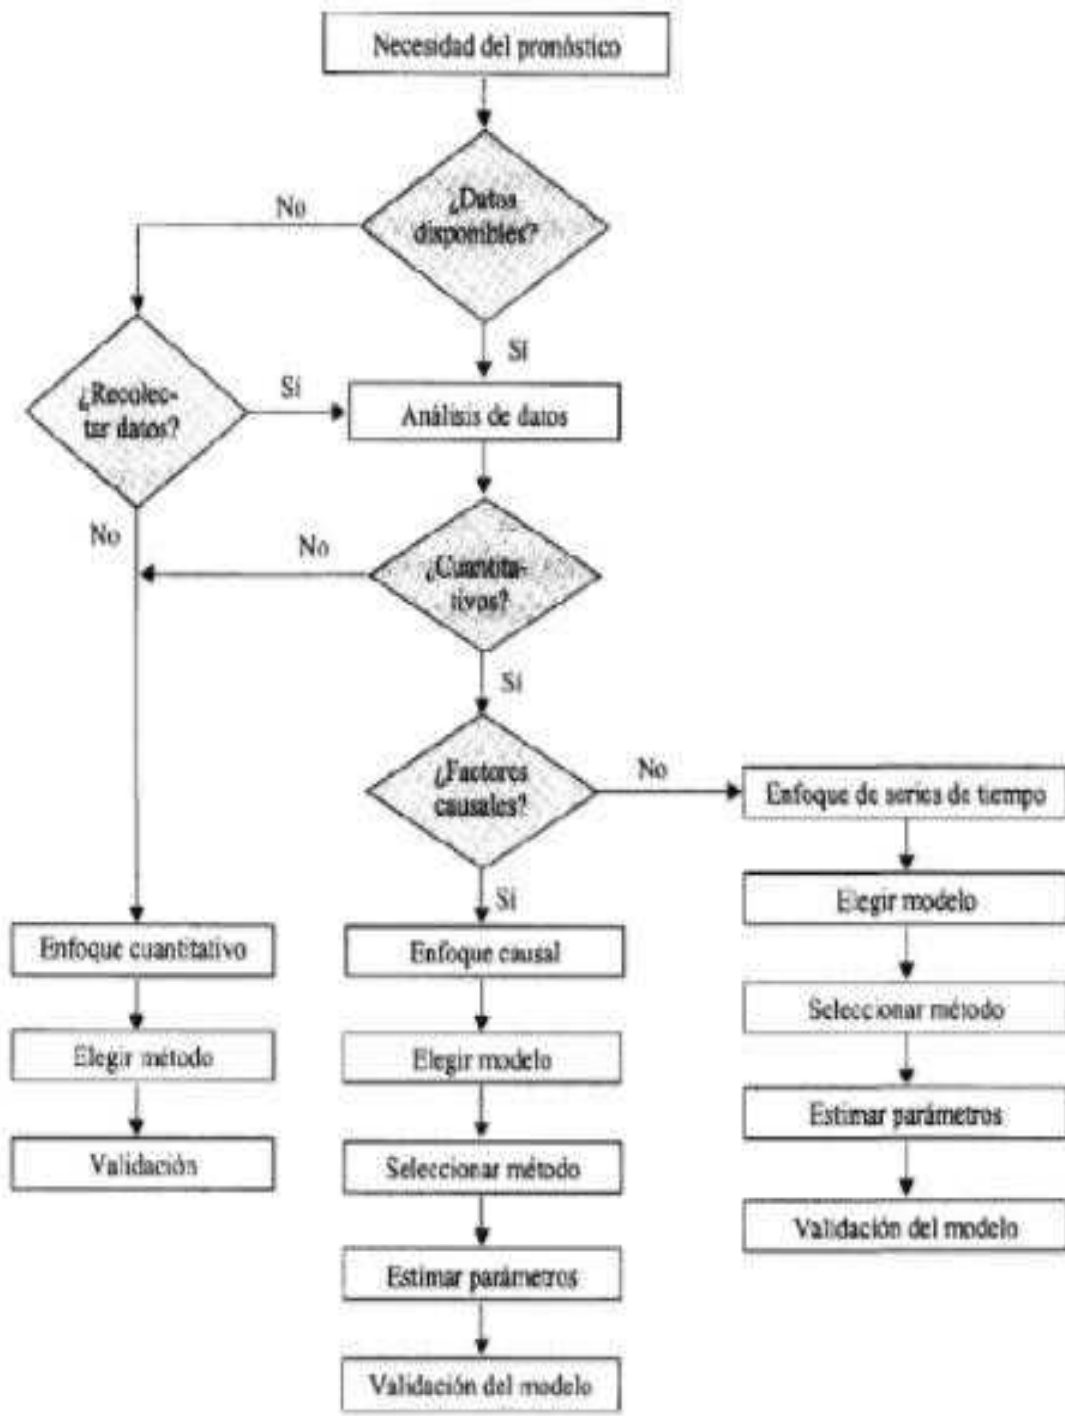 Necesidad del pronóstico
¿Datos
disponibles?
No
Sí
¿Recolec-
tar datos?
Sí
Análisis de datos
No
No
¿Cuantita-
tivos?
Sí
¿Factores
causales?
No
Enfoque de series de tiempo
Sí
Elegir modelo
Enfoque cuantitativo
Enfoque causal
Seleccionar método
Elegir método
Elegir modelo
Estimar parámetros
Validación
Seleccionar método
Validación del modelo
Estimar parámetros
Validación del modelo